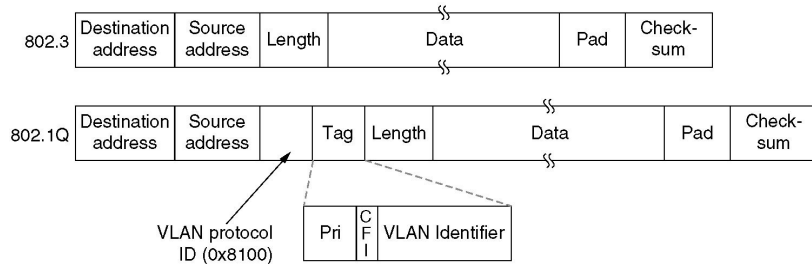 802.3
Destination
address
Source
address
Length
Data
Pad
Check-
sum
802.1Q
Destination
address
Source
address
Tag
Length
Data
Pad
Check-
sum
VLAN protocol
ID (0x8100)
Pri
C
F
I
VLAN Identifier